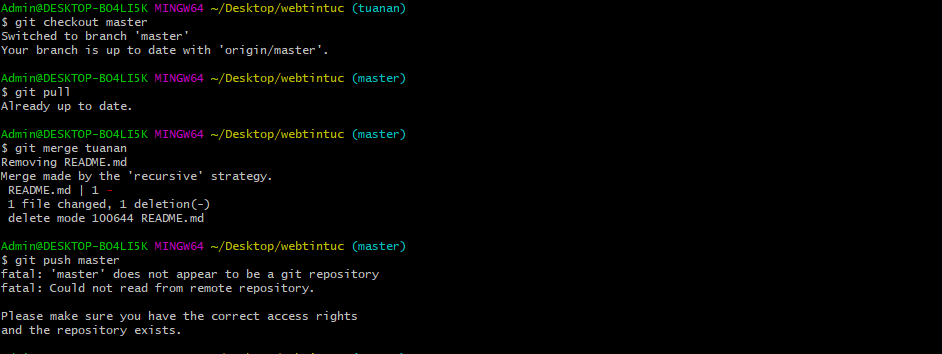 Admin@DESKTOP-BO4LI5K MINGW64 ~/Desktop/webtintuc (tuanan)
$ git checkout master
Switched to branch 'master'
Your branch is up to date with 'origin/master'.
Admin@DESKTOP-BO4LI5K MINGW64 ~/Desktop/webtintuc (master)
$ git pull
Already up to date.
Admin@DESKTOP-BO4LI5K MINGW64 ~/Desktop/webtintuc (master)
$ git merge tuanan
Removing README.md
Merge made by the 'recursive' strategy.
README.md | 1 -
1 file changed, 1 deletion(-)
delete mode 100644 README.md
Admin@DESKTOP-BO4LI5K MINGW64 ~/Desktop/webtintuc (master)
$ git push master
fatal: 'master' does not appear to be a git repository
fatal: Could not read from remote repository.
Please make sure you have the correct access rights
and the repository exists.